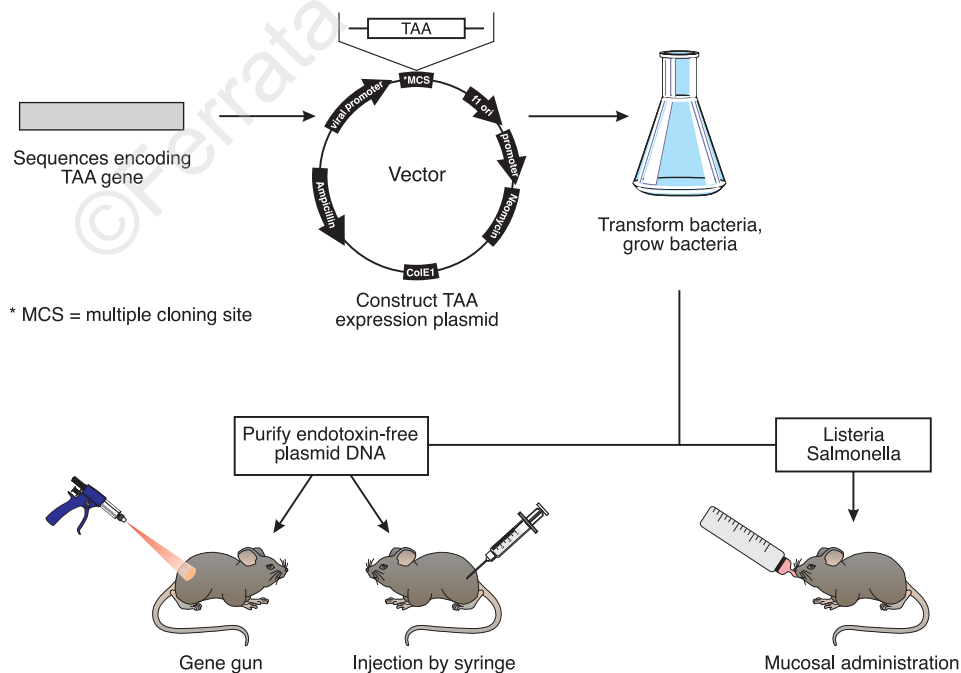 TAA
*MCS
f1 ori
viral promoter
promoter
Sequences encoding
TAA gene
Vector
Ampicillin
Neomycin
ColE1
Transform bacteria,
grow bacteria
* MCS = multiple cloning site
Construct TAA
expression plasmid
Purify endotoxin-free
plasmid DNA
Listeria
Salmonella
Gene gun
Injection by syringe
Mucosal administration
©Ferrata